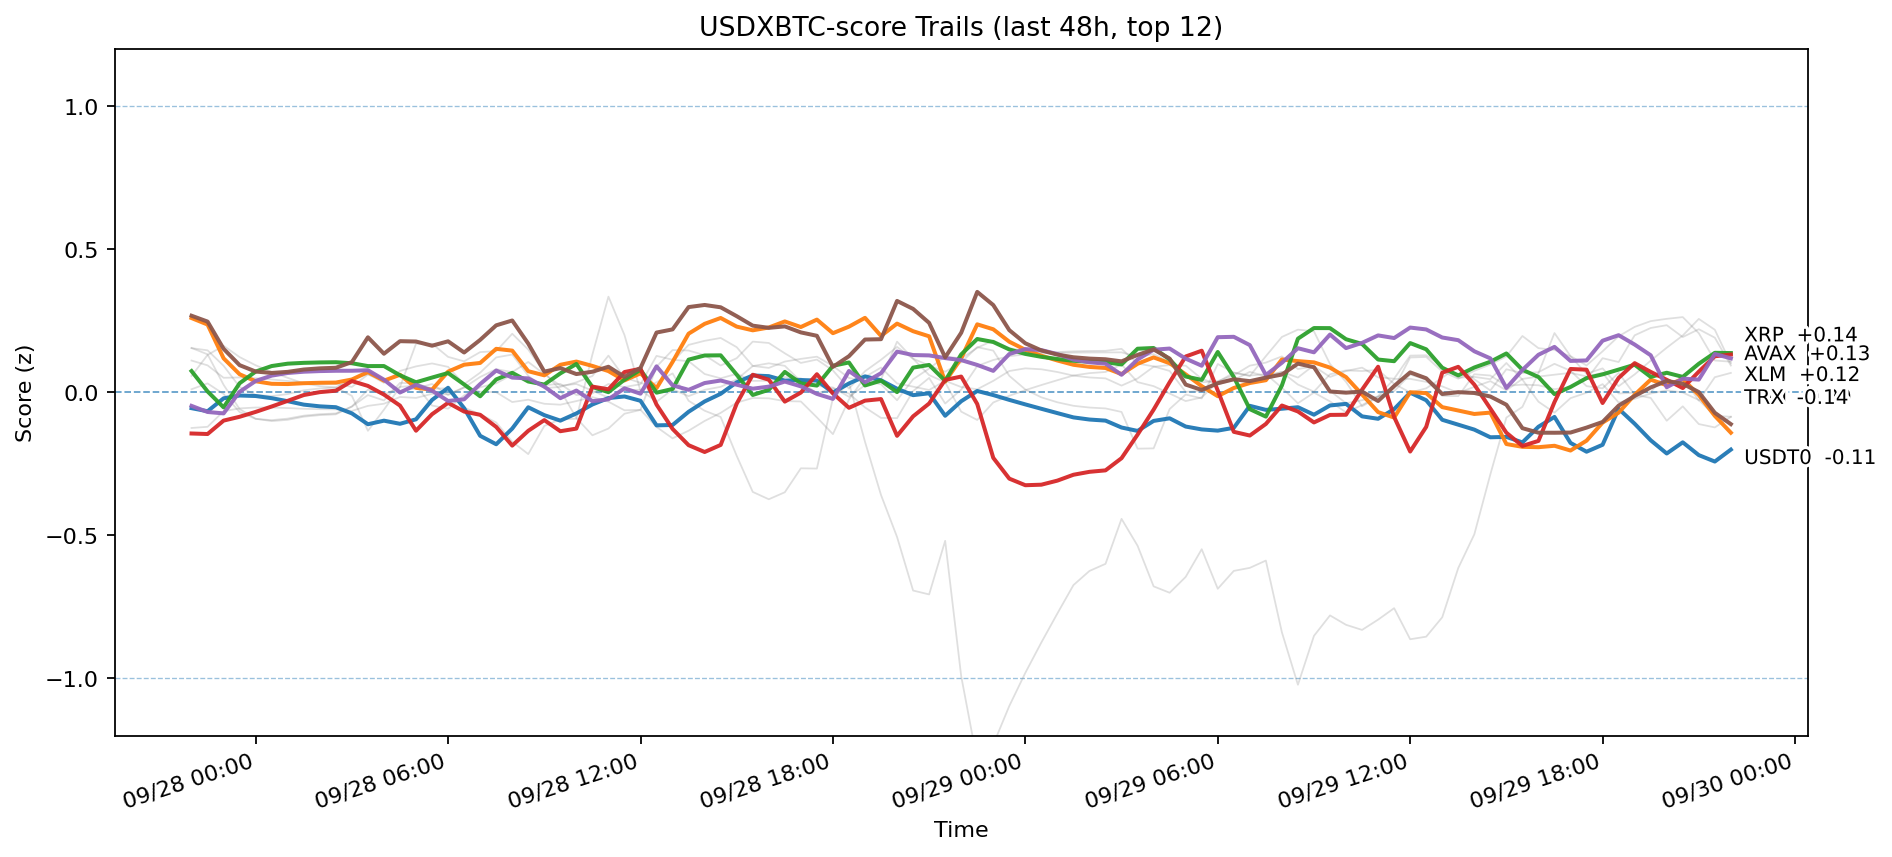 USDXBTC-score Trails (last 48h, top 12)
Score (z)
1.0
0.5
0.0
−0.5
−1.0
XRP +0.14
AVAX +0.13
XLM +0.12
TRX -0.14
USDT0 -0.11
09/28 00:00
09/28 06:00
09/28 12:00
09/28 18:00
09/29 00:00
09/29 06:00
09/29 12:00
09/29 18:00
09/30 00:00
Time